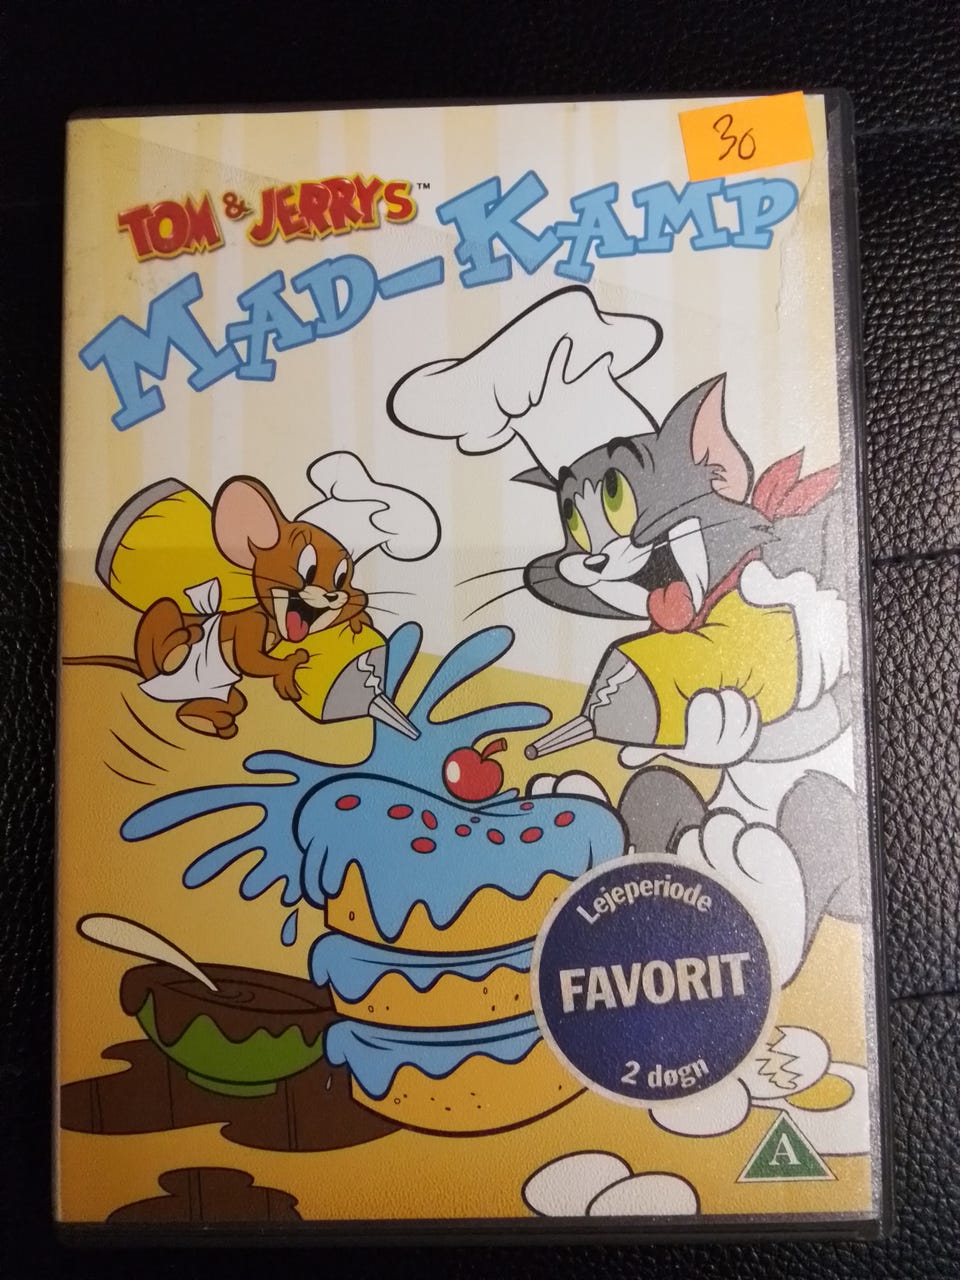 30
TOM & JERRYS™
MAD-KAMP
Lejeperiode
FAVORIT
2 døgn
A